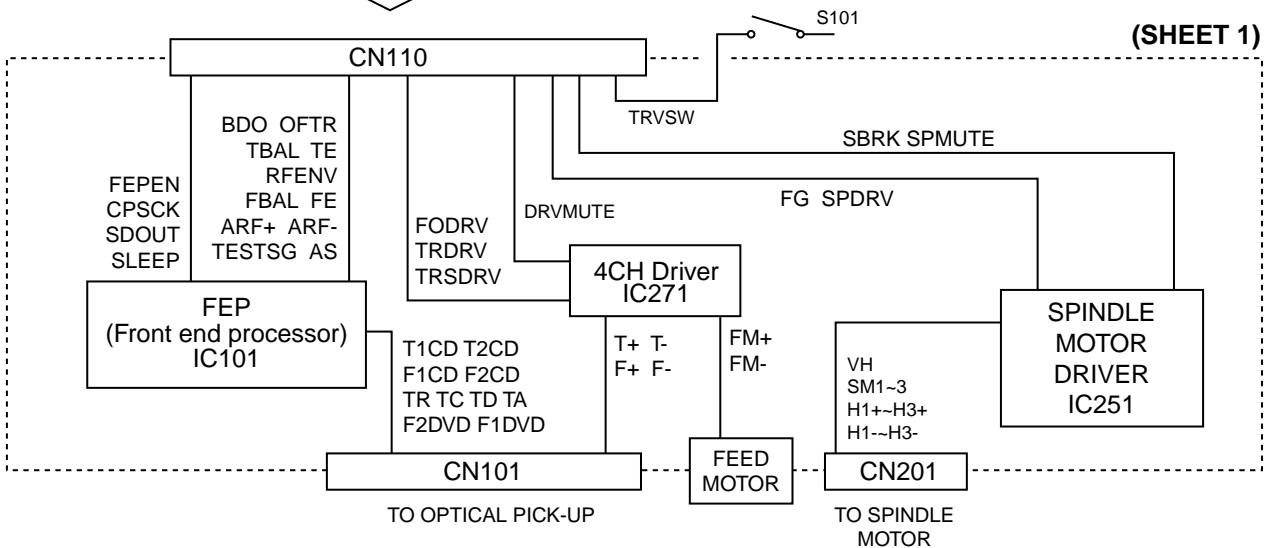 S101
(SHEET 1)
CN110
TRVSW
BDO OFTR
TBAL TE
RFENV
FBAL FE
ARF+ ARF-
TESTSG AS
FEPEN
CPSCK
SDOUT
SLEEP
SBRK SPMUTE
FG SPDRV
DRVMUTE
FODRV
TRDRV
TRSDRV
4CH Driver
IC271
FEP
(Front end processor)
IC101
SPINDLE
MOTOR
DRIVER
IC251
T1CD T2CD
F1CD F2CD
TR TC TD TA
F2DVD F1DVD
T+ T-
F+ F-
FM+
FM-
VH
SM1~3
H1+~H3+
H1-~H3-
CN101
FEED
MOTOR
CN201
TO OPTICAL PICK-UP
TO SPINDLE
MOTOR